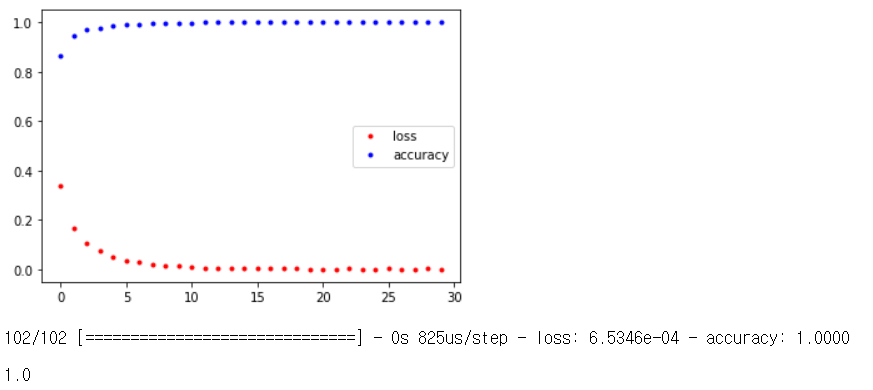 1.0
0.8
0.6
0.4
0.2
0.0
loss
accuracy
0 5 10 15 20 25 30
102/102 [==============================] - 0s 825us/step - loss: 6.5346e-04 - accuracy: 1.0000
1.0